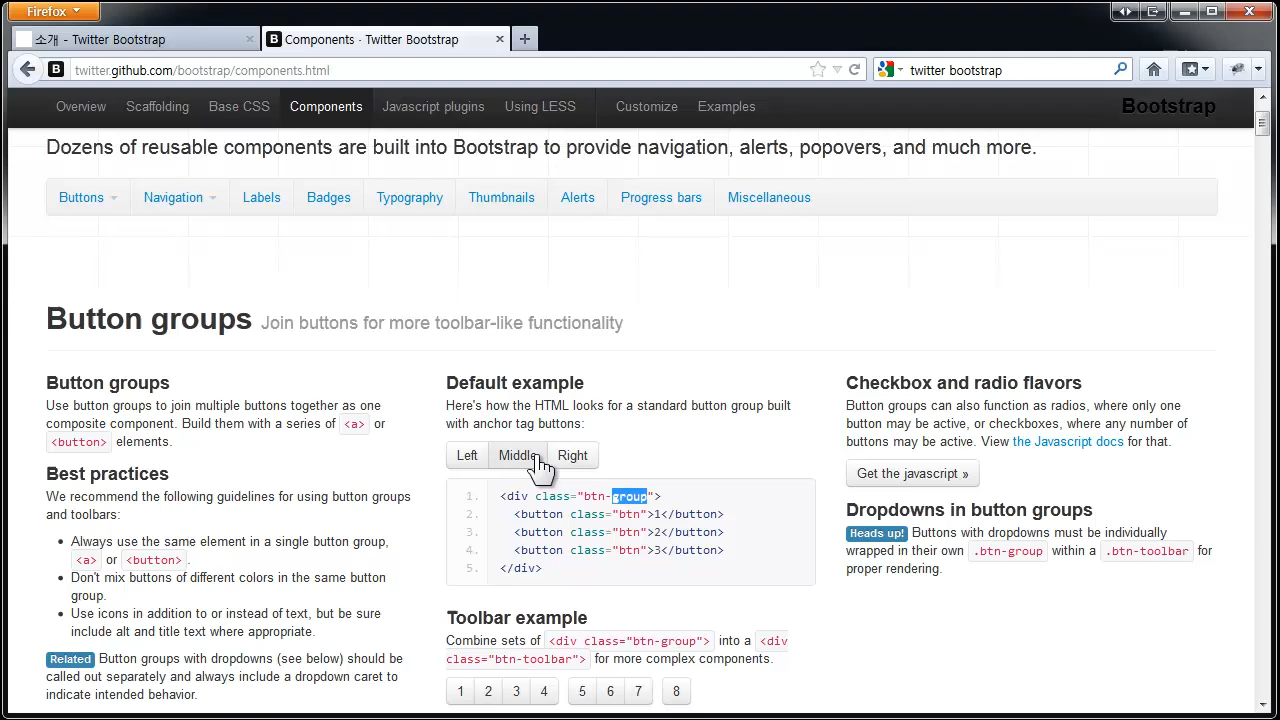 Firefox
소개 - Twitter Bootstrap
B Components · Twitter Bootstrap
B twitter.github.com/bootstrap/components.html
twitter bootstrap
Overview Scaffolding Base CSS Components Javascript plugins Using LESS Customize Examples Bootstrap
Dozens of reusable components are built into Bootstrap to provide navigation, alerts, popovers, and much more.
Buttons Navigation Labels Badges Typography Thumbnails Alerts Progress bars Miscellaneous
Button groups Join buttons for more toolbar-like functionality
Button groups
Use button groups to join multiple buttons together as one
composite component. Build them with a series of <a> or
<button> elements.
Best practices
We recommend the following guidelines for using button groups
and toolbars:
• Always use the same element in a single button group,
<a> or <button>.
• Don't mix buttons of different colors in the same button
group.
• Use icons in addition to or instead of text, but be sure
include alt and title text where appropriate.
Related Button groups with dropdowns (see below) should be
called out separately and always include a dropdown caret to
indicate intended behavior.
Default example
Here's how the HTML looks for a standard button group built
with anchor tag buttons:
Left Middle Right
1. <div class="btn-group">
2. <button class="btn">1</button>
3. <button class="btn">2</button>
4. <button class="btn">3</button>
5. </div>
Toolbar example
Combine sets of <div class="btn-group"> into a <div
class="btn-toolbar"> for more complex components.
1 2 3 4 5 6 7 8
Checkbox and radio flavors
Button groups can also function as radios, where only one
button may be active, or checkboxes, where any number of
buttons may be active. View the Javascript docs for that.
Get the javascript »
Dropdowns in button groups
Heads up! Buttons with dropdowns must be individually
wrapped in their own .btn-group within a .btn-toolbar for
proper rendering.